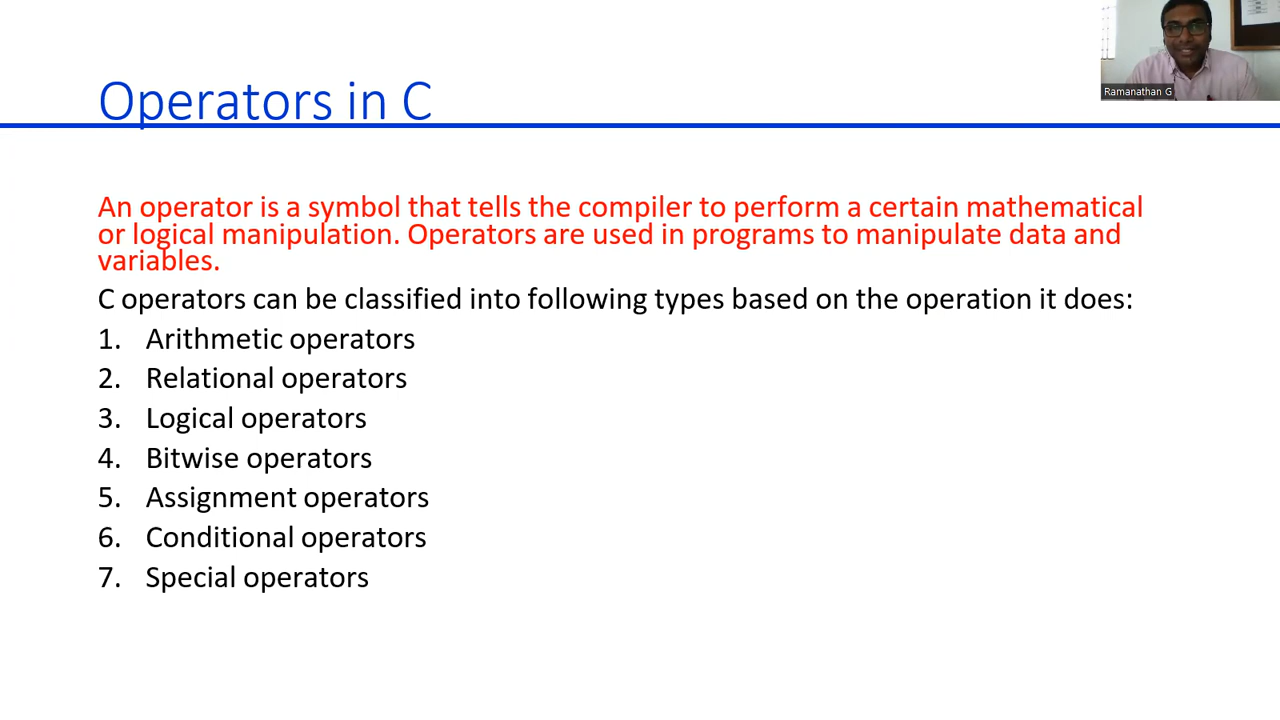 Operators in C
Ramanathan G
An operator is a symbol that tells the compiler to perform a certain mathematical
or logical manipulation. Operators are used in programs to manipulate data and
variables.
C operators can be classified into following types based on the operation it does:
1. Arithmetic operators
2. Relational operators
3. Logical operators
4. Bitwise operators
5. Assignment operators
6. Conditional operators
7. Special operators